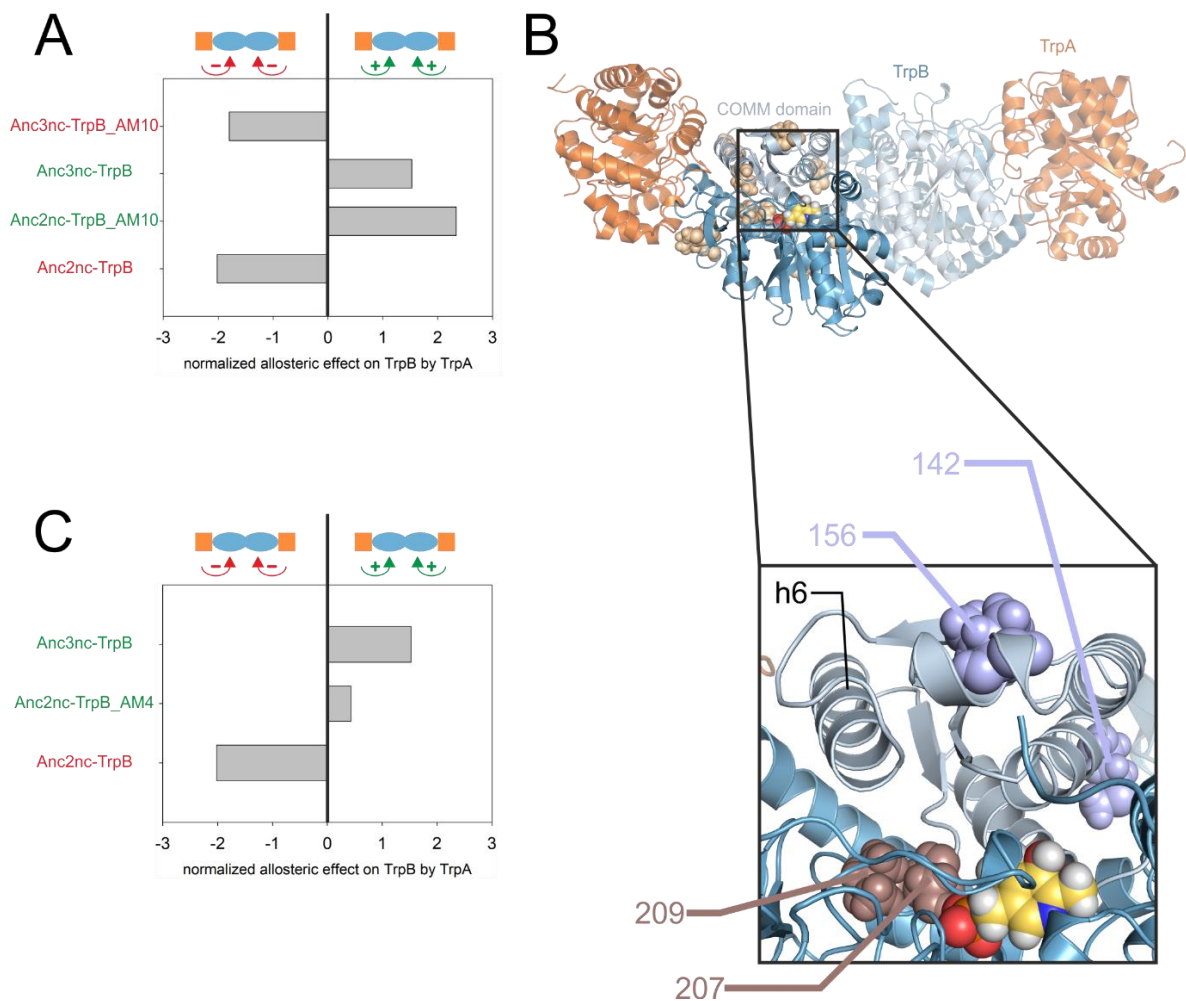 A
- -
+ +
Anc3nc-TrpB_AM10
Anc3nc-TrpB
Anc2nc-TrpB_AM10
Anc2nc-TrpB
-3 -2 -1 0 1 2 3
normalized allosteric effect on TrpB by TrpA
B
TrpA
TrpB
COMM domain
142
156
h6
209
207
C
- -
+ +
Anc3nc-TrpB
Anc2nc-TrpB_AM4
Anc2nc-TrpB
-3 -2 -1 0 1 2 3
normalized allosteric effect on TrpB by TrpA